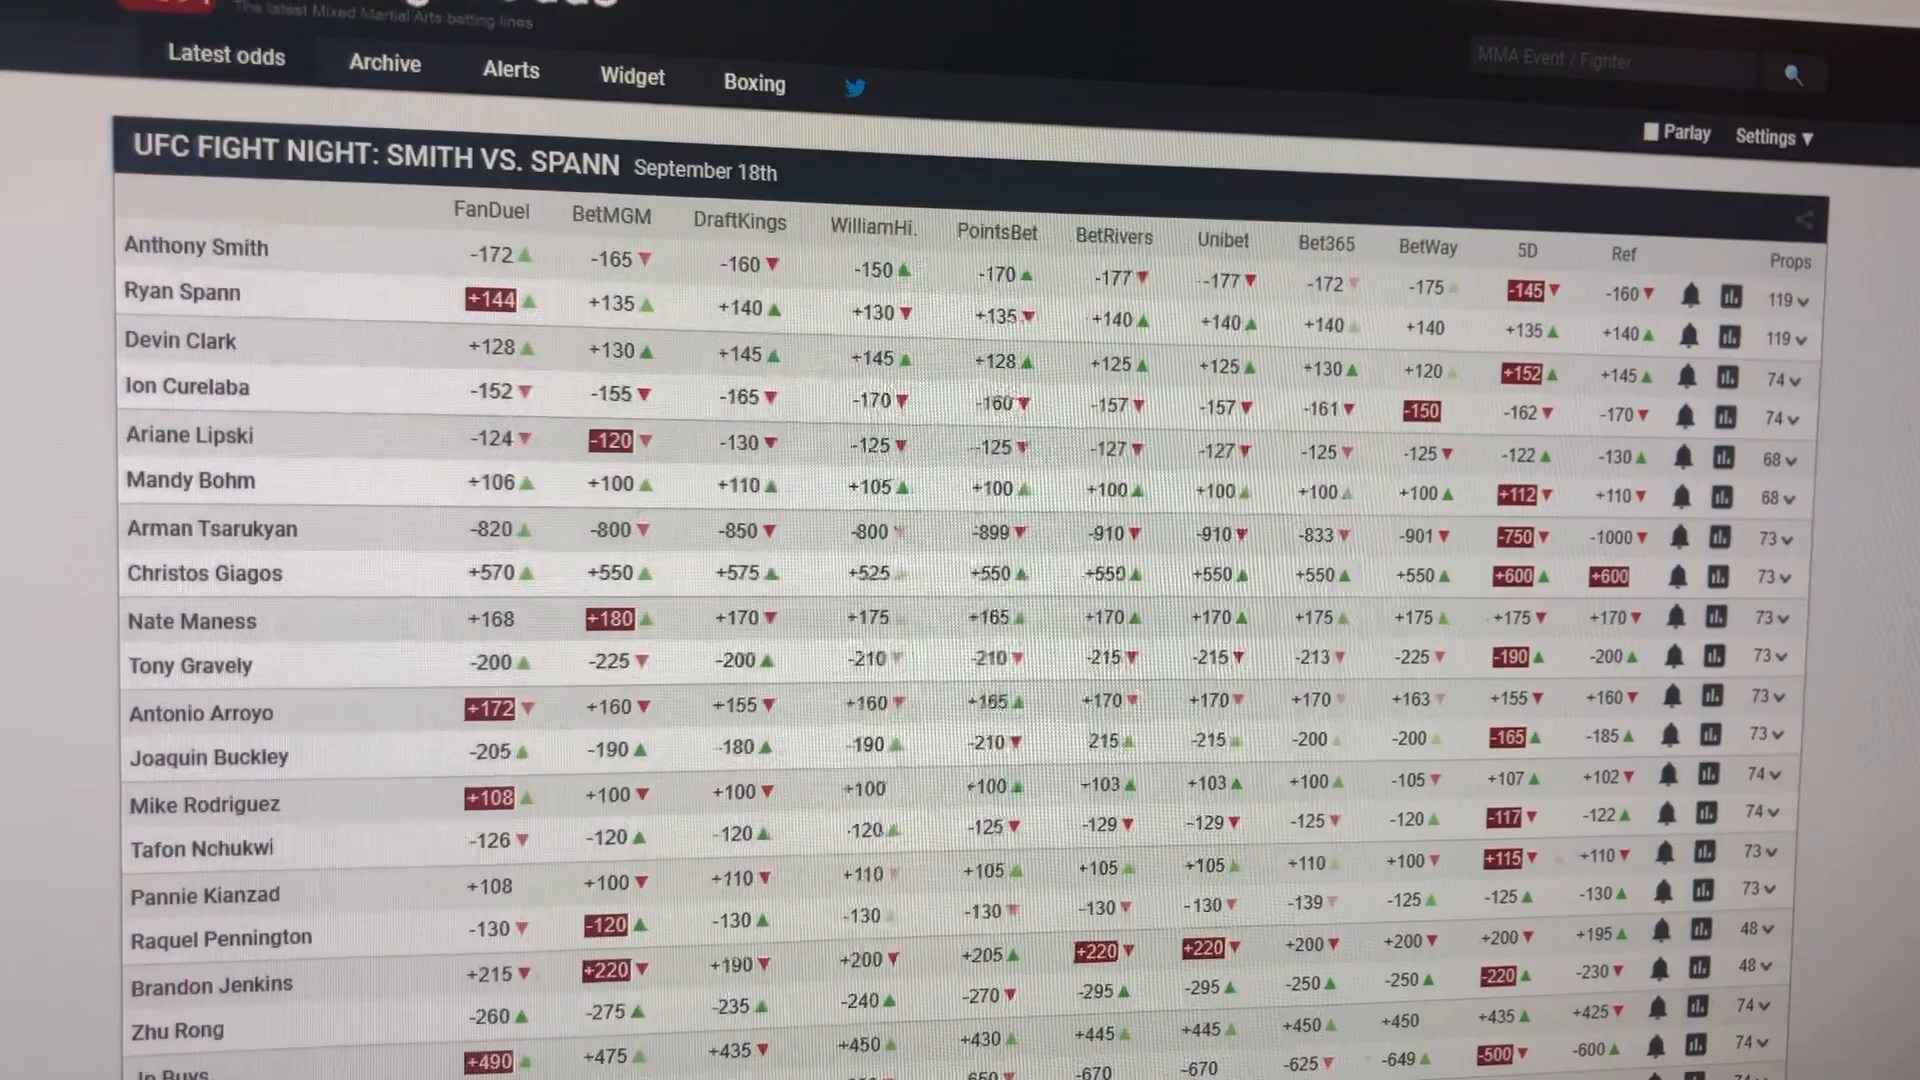 The latest Mixed Martial Arts betting lines
Latest odds Archive Alerts Widget Boxing
MMA Event / Fighter
Parlay Settings ▼
UFC FIGHT NIGHT: SMITH VS. SPANN September 18th
FanDuel BetMGM DraftKings WilliamHi. PointsBet BetRivers Unibet Bet365 BetWay 5D Ref Props
Anthony Smith -172 -165 -160 -150 -170 -177 -177 -172 -175 -145 -160 119
Ryan Spann +144 +135 +140 +130 +135 +140 +140 +140 +140 +135 +140 119
Devin Clark +128 +130 +145 +145 +128 +125 +125 +130 +120 +152 +145 74
Ion Curelaba -152 -155 -165 -170 -160 -157 -157 -161 -150 -162 -170 74
Ariane Lipski -124 -120 -130 -125 -125 -127 -127 -125 -125 -122 -130 68
Mandy Bohm +106 +100 +110 +105 +100 +100 +100 +100 +100 +112 +110 68
Arman Tsarukyan -820 -800 -850 -800 -899 -910 -910 -833 -901 -750 -1000 73
Christos Giagos +570 +550 +575 +525 +550 +550 +550 +550 +550 +600 +600 73
Nate Maness +168 +180 +170 +175 +165 +170 +170 +175 +175 +175 +170 73
Tony Gravely -200 -225 -200 -210 -210 -215 -215 -213 -225 -190 -200 73
Antonio Arroyo +172 +160 +155 +160 +165 +170 +170 +170 +163 +155 +160 73
Joaquin Buckley -205 -190 -180 -190 -210 215 -215 -200 -200 -165 -185 73
Mike Rodriguez +108 +100 +100 +100 +100 +103 +103 +100 -105 +107 +102 74
Tafon Nchukwi -126 -120 -120 -120 -125 -129 -129 -125 -120 -117 -122 74
Pannie Kianzad +108 +100 +110 +110 +105 +105 +105 +110 +100 +115 +110 73
Raquel Pennington -130 -120 -130 -130 -130 -130 -130 -139 -125 -125 -130 73
Brandon Jenkins +215 +220 +190 +200 +205 +220 +220 +200 +200 +200 +195 48
Zhu Rong -260 -275 -235 -240 -270 -295 -295 -250 -250 -220 -230 48
+490 +475 +435 +450 +430 +445 +445 +450 +450 +435 +425 74
650 -670 -670 -625 -649 -500 -600 74